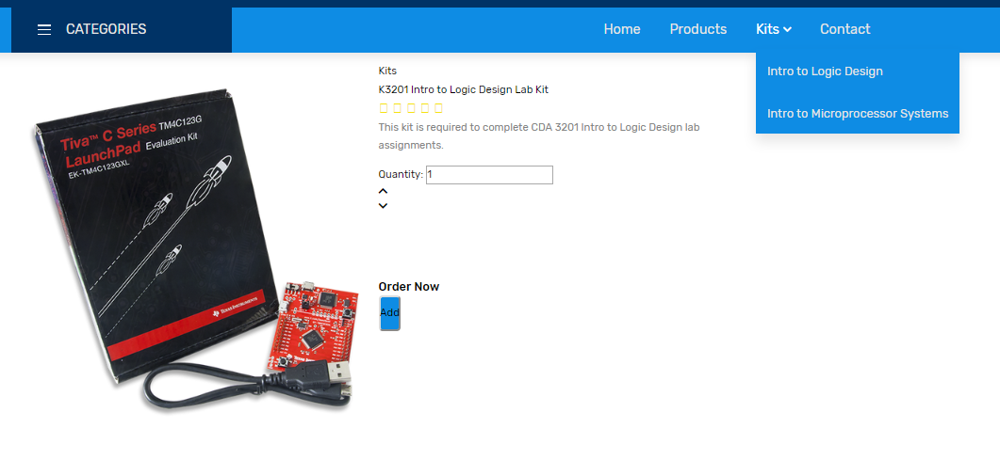 CATEGORIES
Home
Products
Kits
Contact
Intro to Logic Design
Intro to Microprocessor Systems
Kits
K3201 Intro to Logic Design Lab Kit
This kit is required to complete CDA 3201 Intro to Logic Design lab
assignments.
Quantity: 1
Order Now
Add
Tiva™ C Series TM4C123G
LaunchPad Evaluation Kit
EK-TM4C123GXL
TEXAS INSTRUMENTS